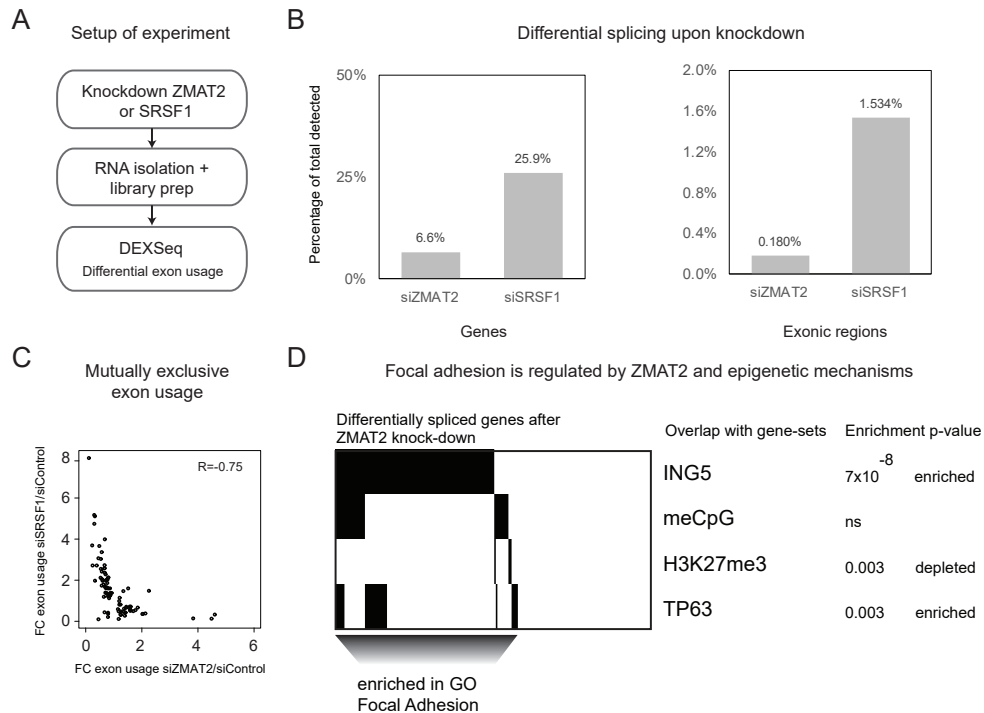 A
Setup of experiment
Knockdown ZMAT2
or SRSF1
RNA isolation +
library prep
DEXSeq
Differential exon usage
B
Differential splicing upon knockdown
Percentage of total detected
50%
25%
0%
6.6%
25.9%
siZMAT2
siSRSF1
Genes
2.0%
1.6%
1.2%
0.8%
0.4%
0.0%
0.180%
1.534%
siZMAT2
siSRSF1
Exonic regions
C
Mutually exclusive
exon usage
FC exon usage siSRSF1/siControl
8
6
4
2
0
R=-0.75
0
2
4
6
FC exon usage siZMAT2/siControl
D
Focal adhesion is regulated by ZMAT2 and epigenetic mechanisms
Differentially spliced genes after
ZMAT2 knock-down
Overlap with gene-sets
Enrichment p-value
ING5
7x10-8
enriched
meCpG
ns
H3K27me3
0.003
depleted
TP63
0.003
enriched
enriched in GO
Focal Adhesion